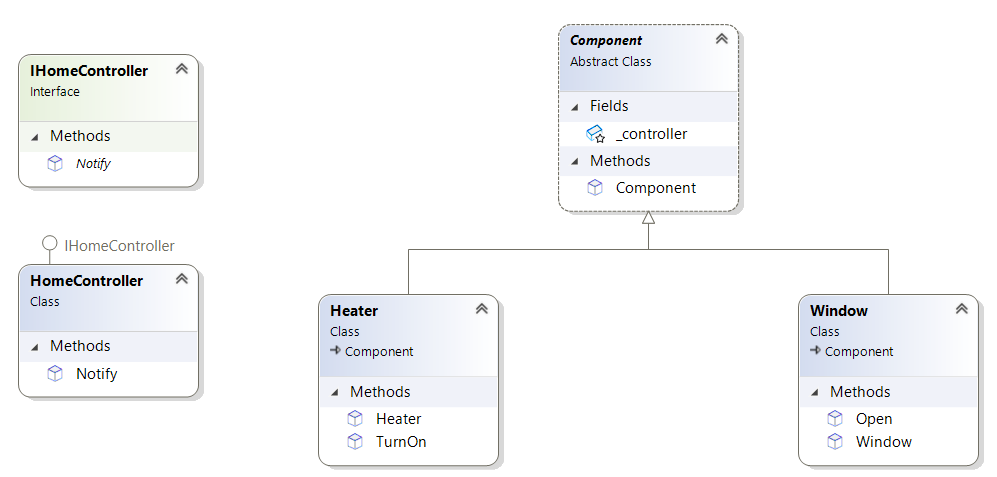 IHomeController
Interface
Methods
Notify
IHomeController
HomeController
Class
Methods
Notify
Component
Abstract Class
Fields
_controller
Methods
Component
Heater
Class
Component
Methods
Heater
TurnOn
Window
Class
Component
Methods
Open
Window